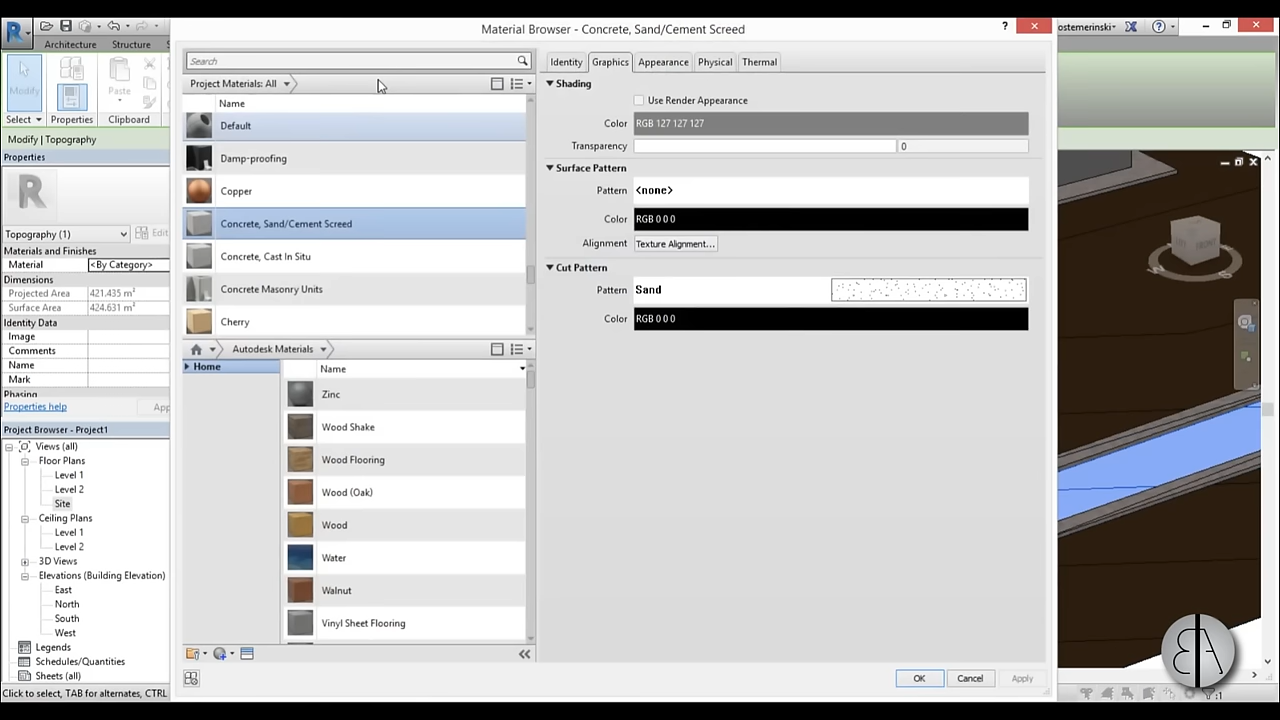 Material Browser - Concrete, Sand/Cement Screed
ostemerinski
Architecture
Structure
Modify
Paste
Select
Properties
Clipboard
Modify | Topography
Properties
Topography (1)
Edit
Materials and Finishes
Material <By Category>
Dimensions
Projected Area 421.435 m²
Surface Area 424.631 m²
Identity Data
Image
Comments
Name
Mark
Phasing
Properties help
App
Project Browser - Project1
Views (all)
Floor Plans
Level 1
Level 2
Site
Ceiling Plans
Level 1
Level 2
3D Views
Elevations (Building Elevation)
East
North
South
West
Legends
Schedules/Quantities
Sheets (all)
Click to select, TAB for alternates, CTRL
Search
Project Materials: All
Name
Default
Damp-proofing
Copper
Concrete, Sand/Cement Screed
Concrete, Cast In Situ
Concrete Masonry Units
Cherry
Autodesk Materials
Home
Name
Zinc
Wood Shake
Wood Flooring
Wood (Oak)
Wood
Water
Walnut
Vinyl Sheet Flooring
Identity Graphics Appearance Physical Thermal
Shading
Use Render Appearance
Color RGB 127 127 127
Transparency 0
Surface Pattern
Pattern <none>
Color RGB 0 0 0
Alignment Texture Alignment...
Cut Pattern
Pattern Sand
Color RGB 0 0 0
OK Cancel Apply
FRONT
:1